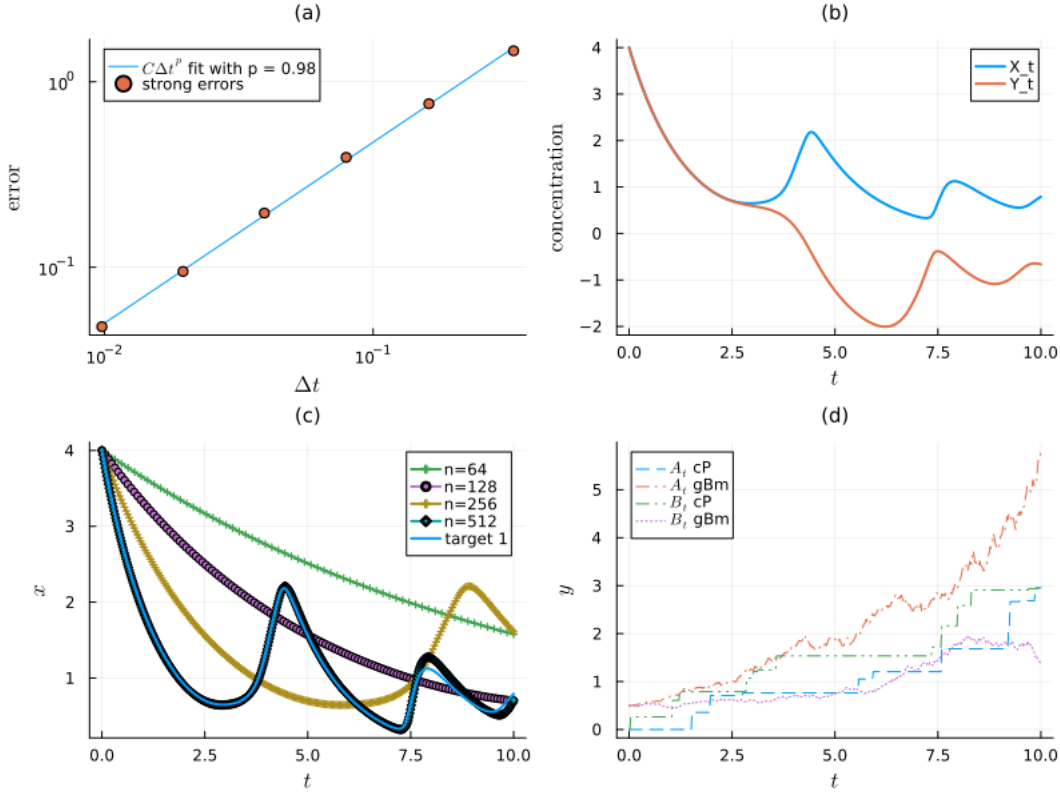 (a)
error
10⁰
10⁻¹
CΔt^p fit with p = 0.98
strong errors
10⁻²
10⁻¹
Δt
(b)
concentration
4
3
2
1
0
−1
−2
X_t
Y_t
0.0 2.5 5.0 7.5 10.0
t
(c)
x
4
3
2
1
n=64
n=128
n=256
n=512
target 1
0.0 2.5 5.0 7.5 10.0
t
(d)
y
5
4
3
2
1
0
A_t cP
A_t gBm
B_t cP
B_t gBm
0.0 2.5 5.0 7.5 10.0
t